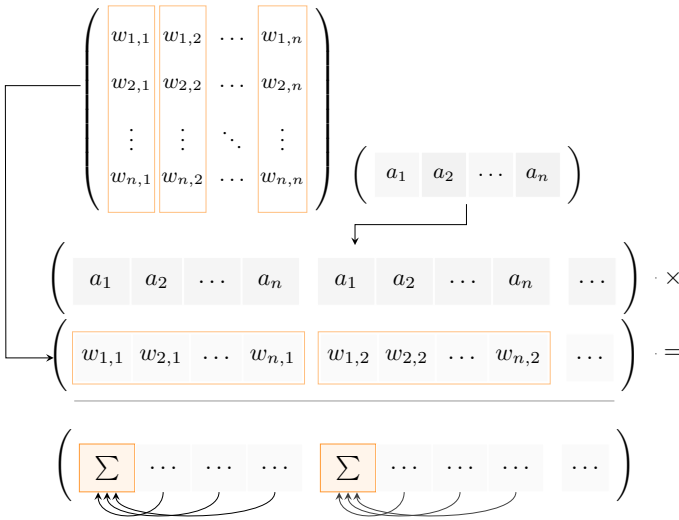 w1,1 w1,2 ⋯ w1,n
w2,1 w2,2 ⋯ w2,n
⋮ ⋮ ⋱ ⋮
wn,1 wn,2 ⋯ wn,n
( a1 a2 ⋯ an )
( a1 a2 ⋯ an a1 a2 ⋯ an ⋯ ) · ×
( w1,1 w2,1 ⋯ wn,1 w1,2 w2,2 ⋯ wn,2 ⋯ ) · =
( ∑ ⋯ ⋯ ⋯ ∑ ⋯ ⋯ ⋯ ⋯ )